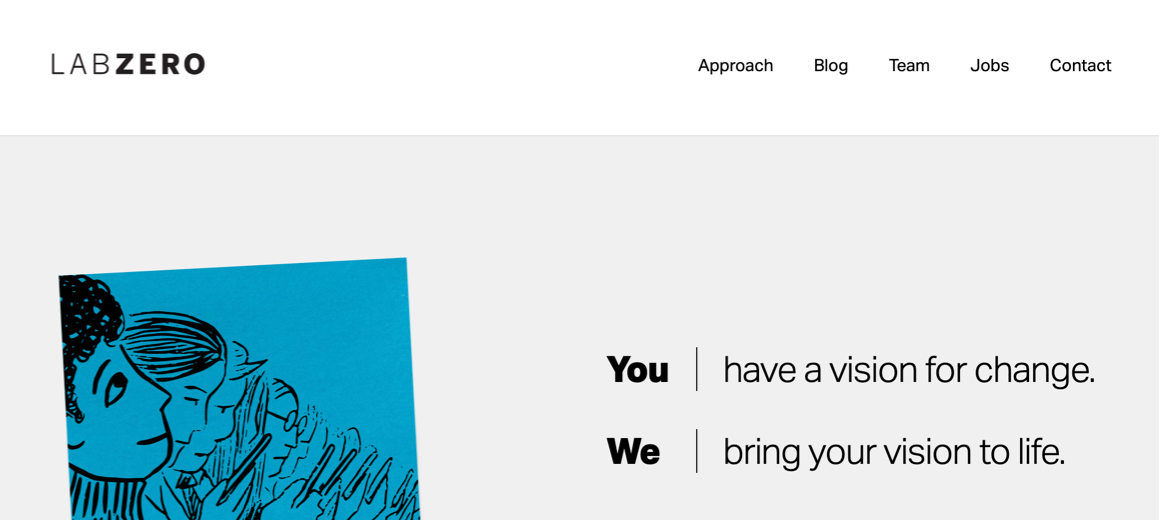 LABZERO
Approach Blog Team Jobs Contact
You have a vision for change.
We bring your vision to life.